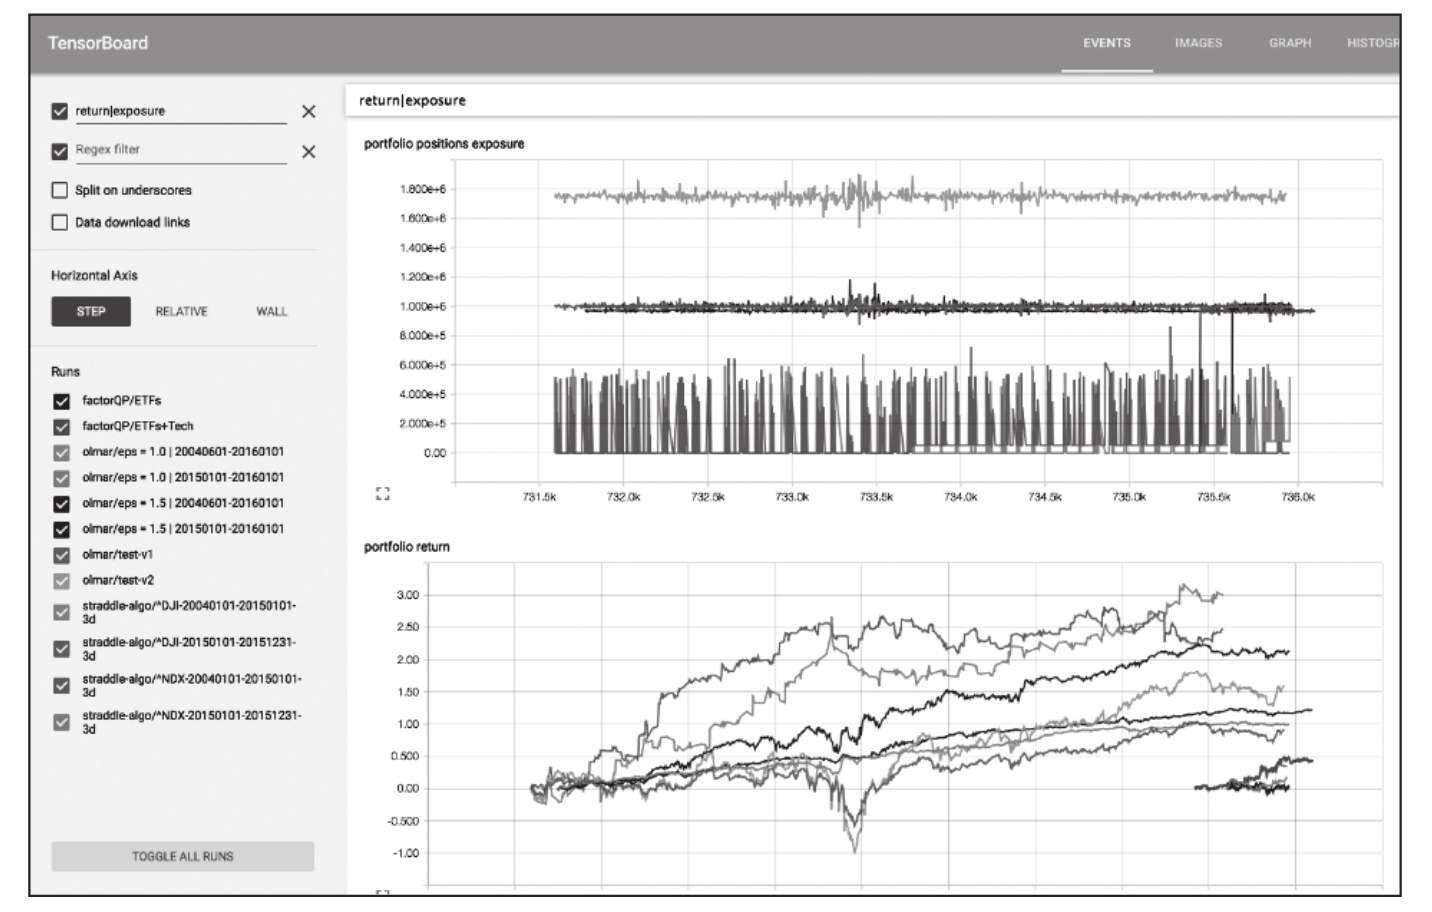 TensorBoard
EVENTS IMAGES GRAPH HISTOGR
return|exposure
Regex filter
Split on underscores
Data download links
Horizontal Axis
STEP RELATIVE WALL
Runs
factorQP/ETFs
factorQP/ETFs+Tech
olmar/eps = 1.0 | 20040601-20160101
olmar/eps = 1.0 | 20150101-20160101
olmar/eps = 1.5 | 20040601-20160101
olmar/eps = 1.5 | 20150101-20160101
olmar/test-v1
olmar/test-v2
straddle-algo/^DJI-20040101-20150101-
3d
straddle-algo/^DJI-20150101-20151231-
3d
straddle-algo/^NDX-20040101-20150101-
3d
straddle-algo/^NDX-20150101-20151231-
3d
TOGGLE ALL RUNS
return|exposure
portfolio positions exposure
1.800e+6
1.600e+6
1.400e+6
1.200e+6
1.000e+6
8.000e+5
6.000e+5
4.000e+5
2.000e+5
0.00
731.5k 732.0k 732.5k 733.0k 733.5k 734.0k 734.5k 735.0k 735.5k 736.0k
portfolio return
3.00
2.50
2.00
1.50
1.00
0.500
0.00
-0.500
-1.00